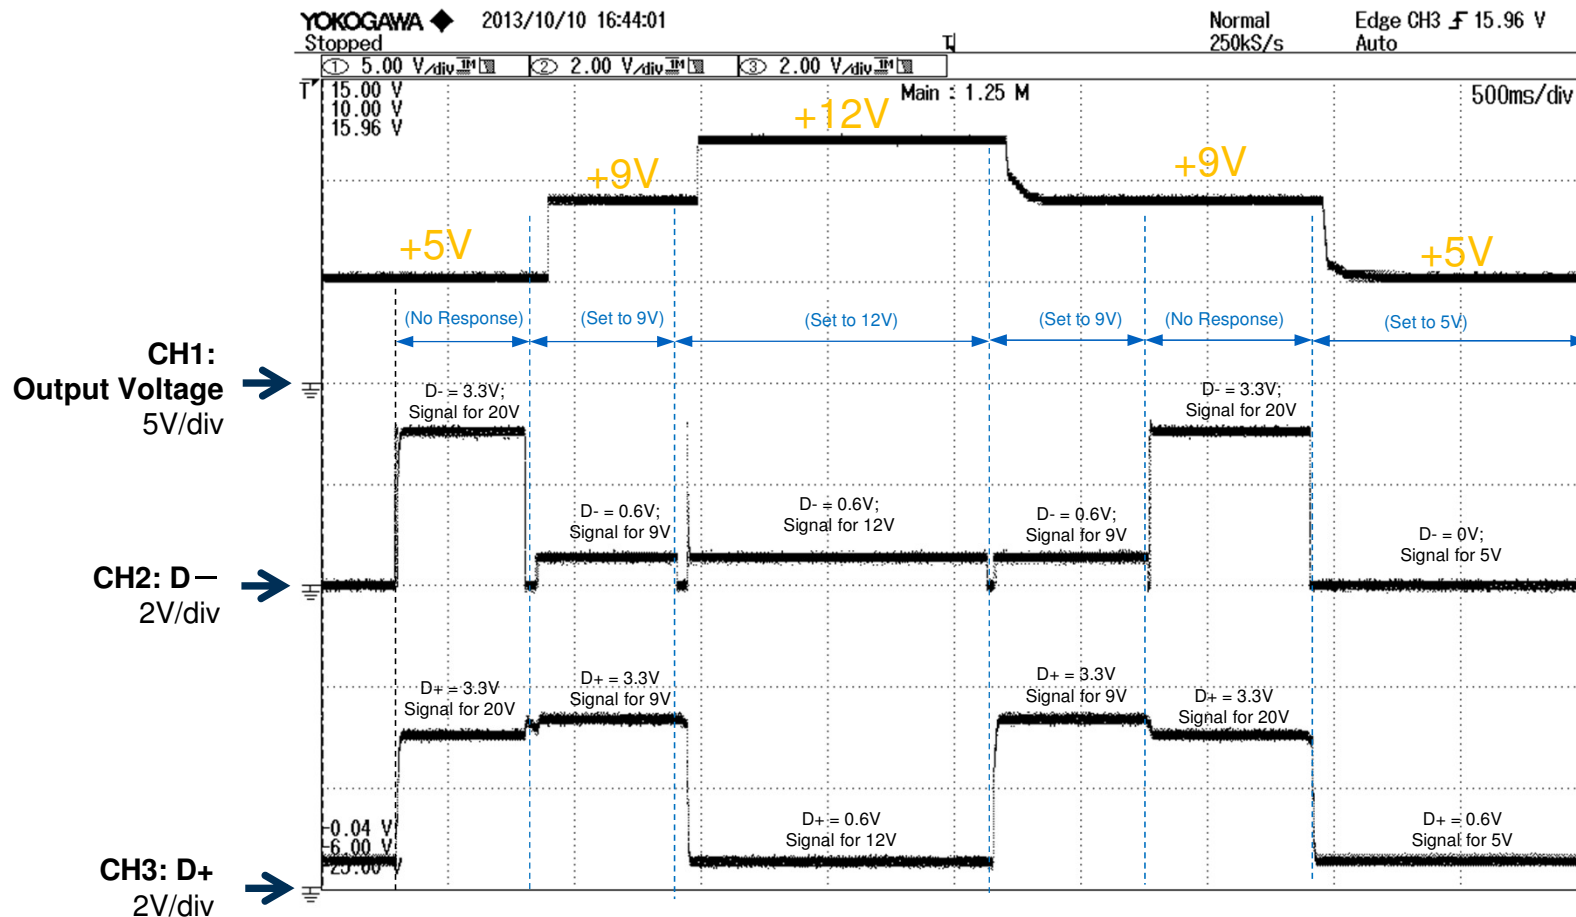 YOKOGAWA ◆ 2013/10/10 16:44:01 Normal Edge CH3 15.96 V
Stopped 250kS/s Auto
① 5.00 V/div 1M ② 2.00 V/div 1M ③ 2.00 V/div 1M
T 15.00 V Main : 1.25 M 500ms/div
10.00 V
15.96 V
+12V
+9V
+9V
+5V
+5V
(No Response) (Set to 9V) (Set to 12V) (Set to 9V) (No Response) (Set to 5V)
CH1:
Output Voltage
5V/div
D- = 3.3V;
Signal for 20V
D- = 3.3V;
Signal for 20V
D- = 0.6V;
Signal for 9V
D- = 0.6V;
Signal for 12V
D- = 0.6V;
Signal for 9V
D- = 0V;
Signal for 5V
CH2: D－
2V/div
D+ = 3.3V
Signal for 20V
D+ = 3.3V
Signal for 9V
D+ = 3.3V
Signal for 9V
D+ = 3.3V
Signal for 20V
D+ = 0.6V
Signal for 12V
D+ = 0.6V
Signal for 5V
-0.04 V
-6.00 V
CH3: D+
2V/div